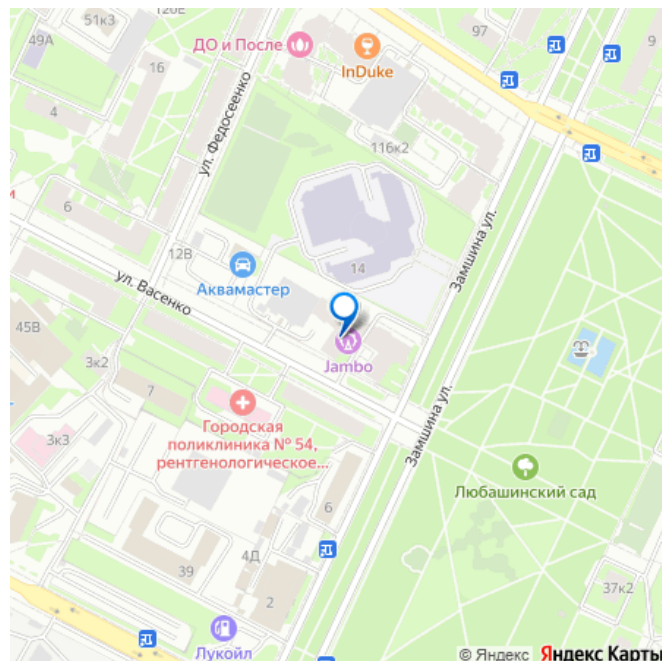 120Е
51к3
49А
ДО и После
InDuke
97
9
16
4
ул. Федосеенко
116к2
6
Замшина ул.
12В
14
ул. Васенко
Аквамастер
45В
3к2
Jambo
7
Городская
поликлиника № 54,
рентгенологическое...
3к3
Замшина ул.
Любашинский сад
6
4Д
39
2
37к2
Лукойл
© Яндекс Яндекс Карты